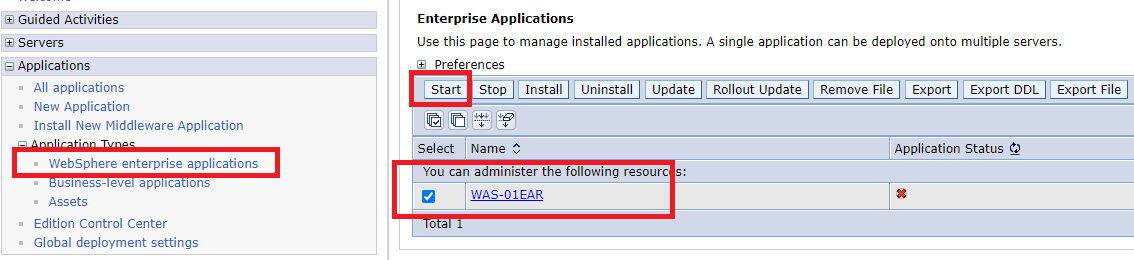 Welcome
Guided Activities
Servers
Applications
All applications
New Application
Install New Middleware Application
Application Types
WebSphere enterprise applications
Business-level applications
Assets
Edition Control Center
Global deployment settings
Enterprise Applications
Use this page to manage installed applications. A single application can be deployed onto multiple servers.
Preferences
Start Stop Install Uninstall Update Rollout Update Remove File Export Export DDL Export File
Select Name Application Status
You can administer the following resources:
WAS-01EAR
Total 1